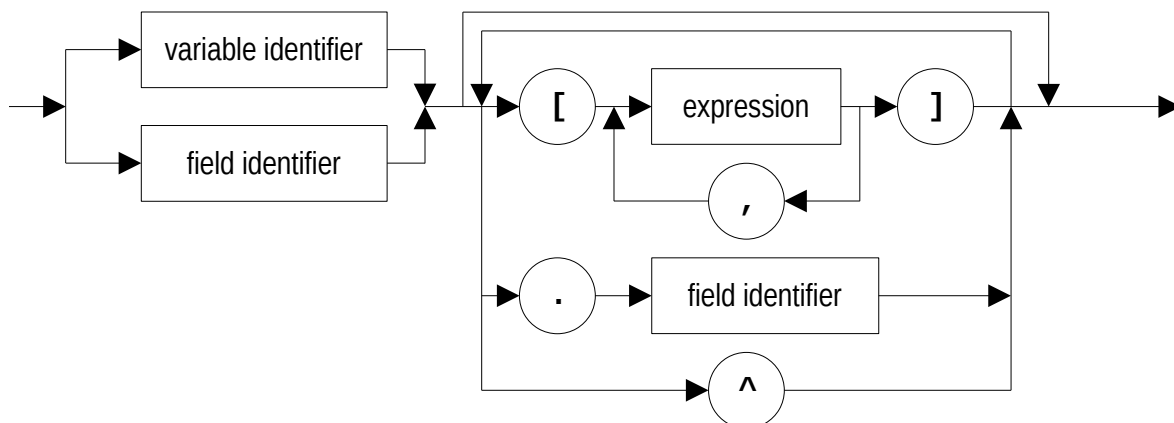 variable identifier
[ expression ]
field identifier
,
. field identifier
^